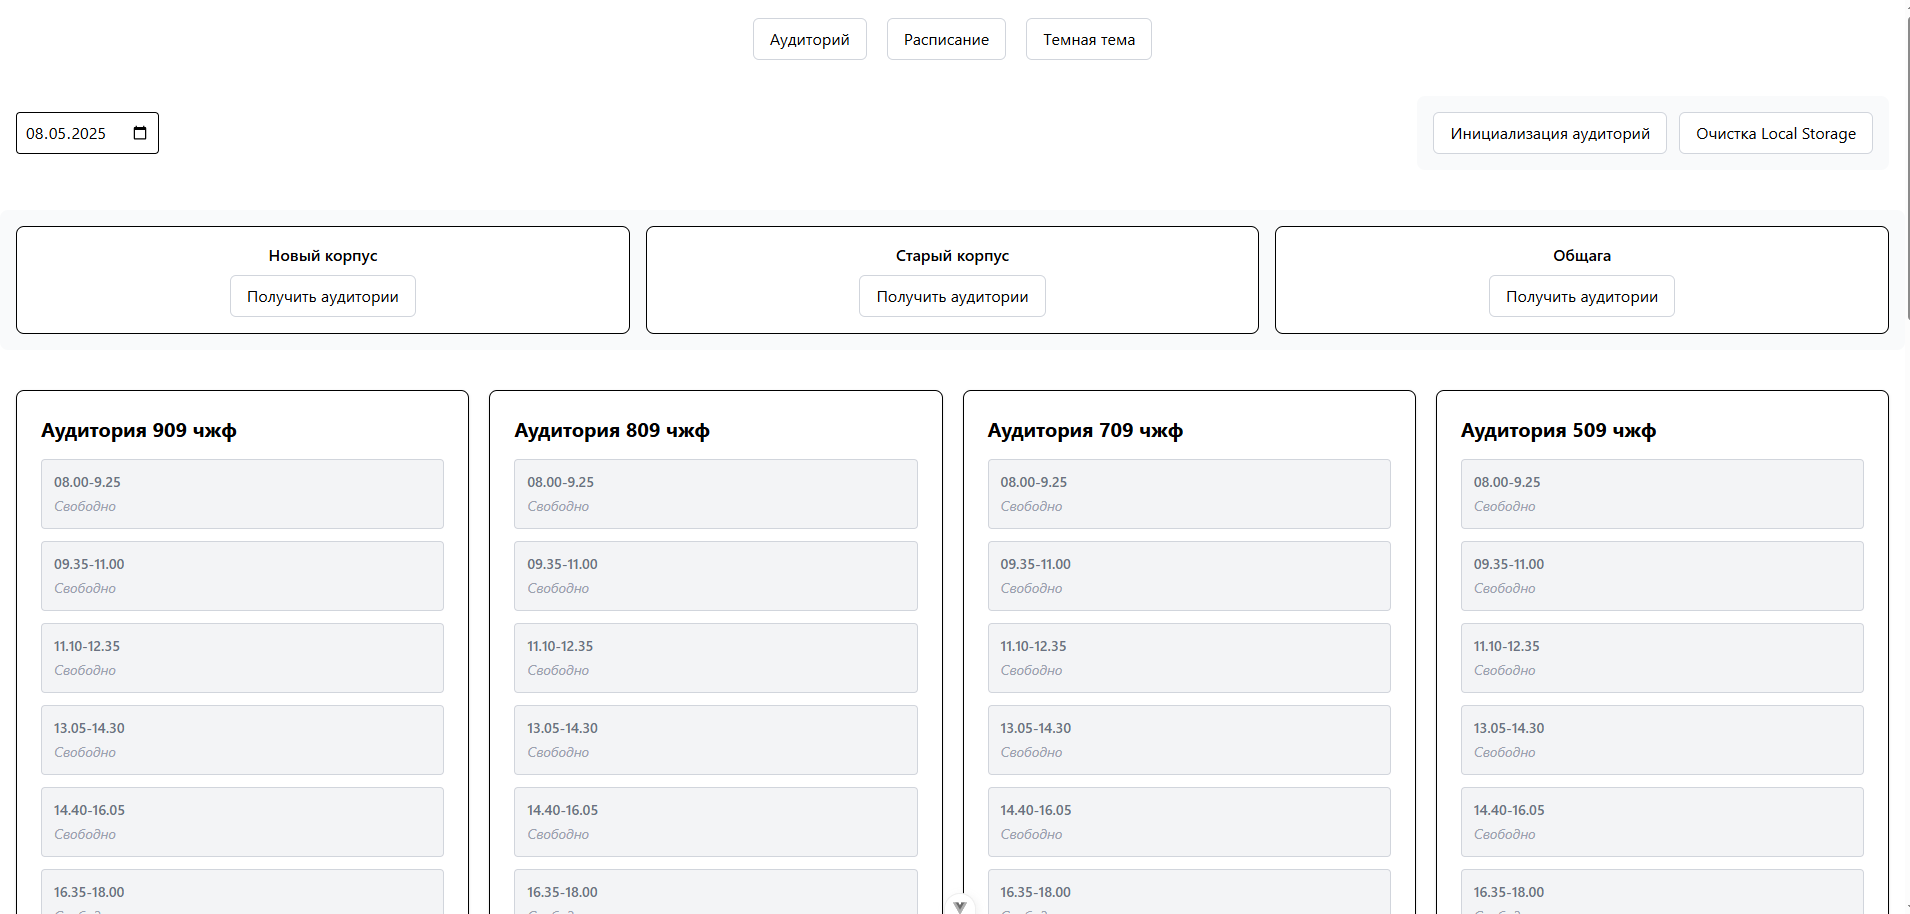 Аудиторий
Расписание
Темная тема
08.05.2025
Инициализация аудиторий
Очистка Local Storage
Новый корпус
Получить аудитории
Старый корпус
Получить аудитории
Общага
Получить аудитории
Аудитория 909 чжф
08.00-9.25
Свободно
09.35-11.00
Свободно
11.10-12.35
Свободно
13.05-14.30
Свободно
14.40-16.05
Свободно
16.35-18.00
Аудитория 809 чжф
08.00-9.25
Свободно
09.35-11.00
Свободно
11.10-12.35
Свободно
13.05-14.30
Свободно
14.40-16.05
Свободно
16.35-18.00
Аудитория 709 чжф
08.00-9.25
Свободно
09.35-11.00
Свободно
11.10-12.35
Свободно
13.05-14.30
Свободно
14.40-16.05
Свободно
16.35-18.00
Аудитория 509 чжф
08.00-9.25
Свободно
09.35-11.00
Свободно
11.10-12.35
Свободно
13.05-14.30
Свободно
14.40-16.05
Свободно
16.35-18.00